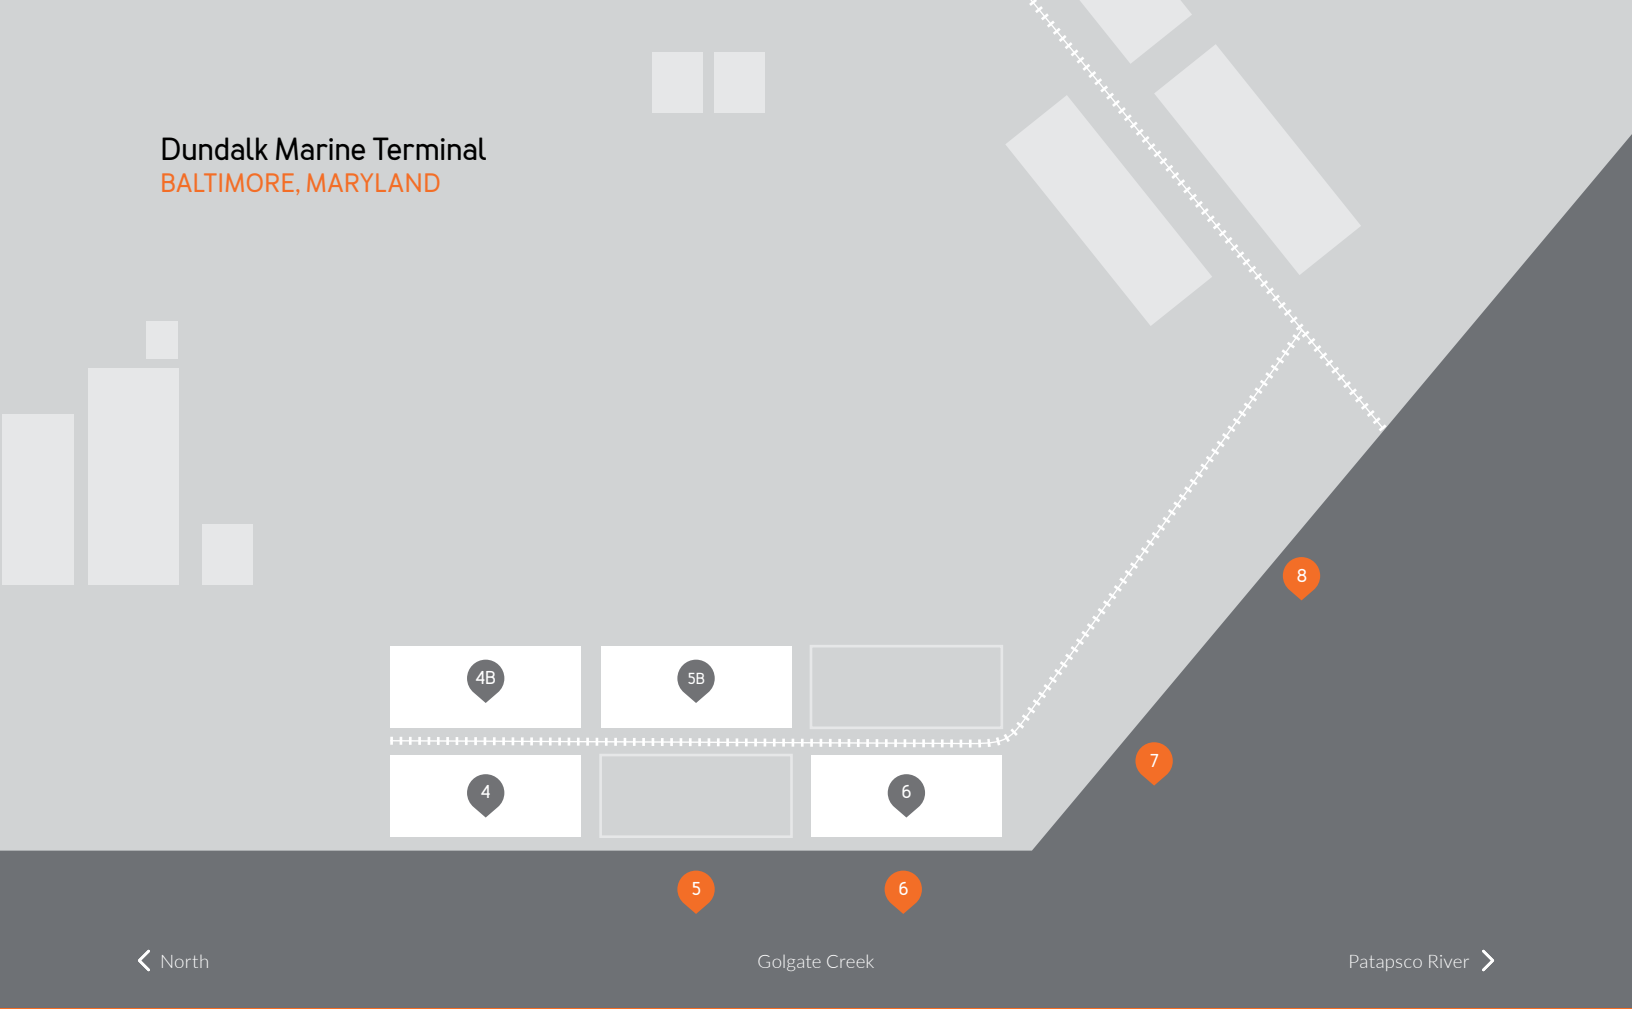 Dundalk Marine Terminal
BALTIMORE, MARYLAND
8
4B
5B
7
4
6
5
6
North
Golgate Creek
Patapsco River